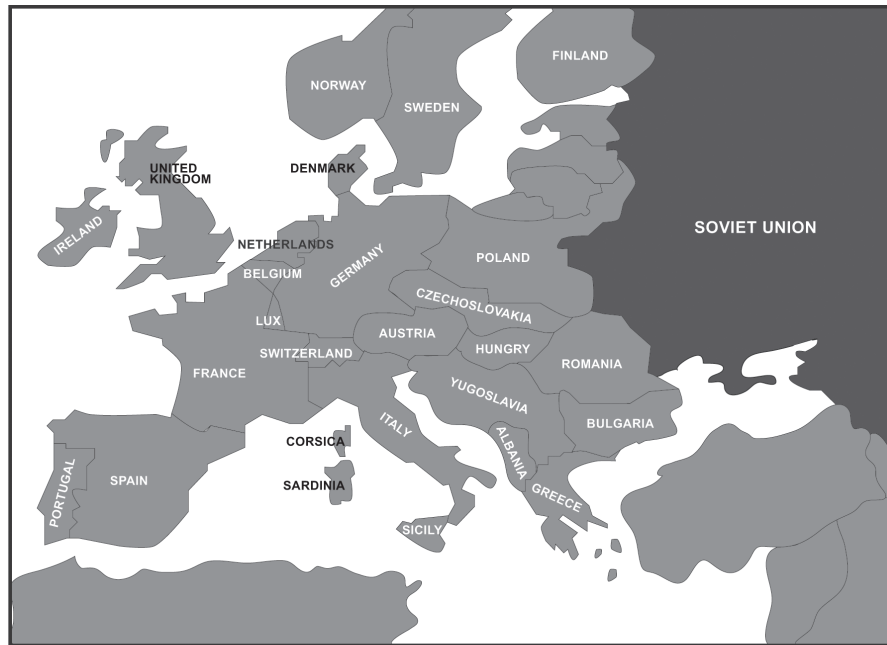 FINLAND
NORWAY
SWEDEN
UNITED
KINGDOM
DENMARK
IRELAND
SOVIET UNION
NETHERLANDS
POLAND
GERMANY
BELGIUM
CZECHOSLOVAKIA
LUX
AUSTRIA
SWITZERLAND
HUNGRY
ROMANIA
FRANCE
YUGOSLAVIA
BULGARIA
ITALY
CORSICA
ALBANIA
SPAIN
SARDINIA
PORTUGAL
GREECE
SICILY